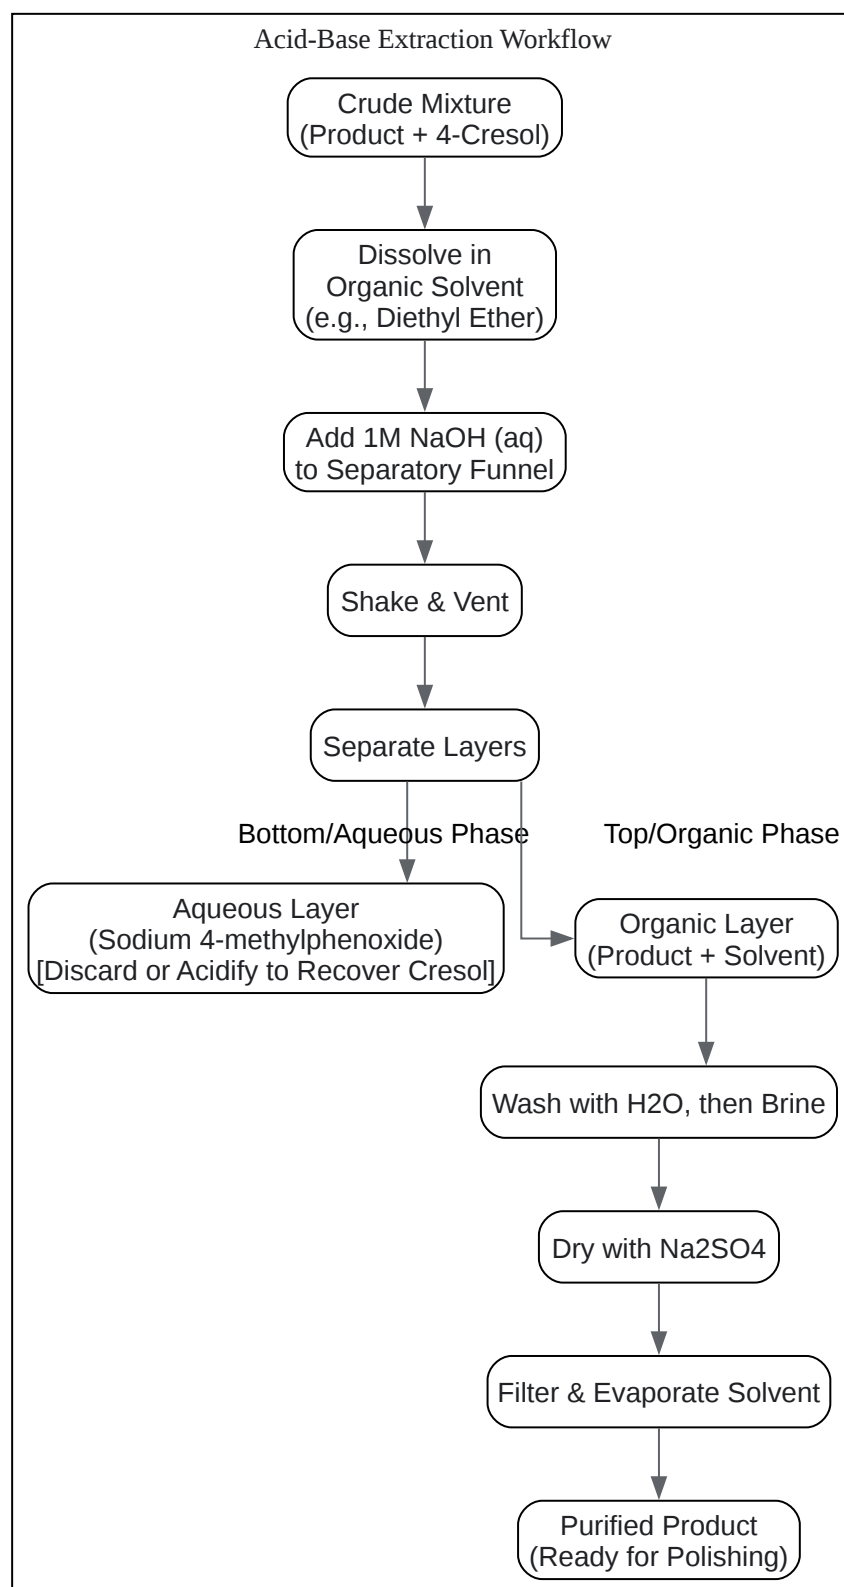 Acid-Base Extraction Workflow
Crude Mixture
(Product + 4-Cresol)
Dissolve in
Organic Solvent
(e.g., Diethyl Ether)
Add 1M NaOH (aq)
to Separatory Funnel
Shake & Vent
Separate Layers
Bottom/Aqueous Phase
Top/Organic Phase
Aqueous Layer
(Sodium 4-methylphenoxide)
[Discard or Acidify to Recover Cresol]
Organic Layer
(Product + Solvent)
Wash with H2O, then Brine
Dry with Na2SO4
Filter & Evaporate Solvent
Purified Product
(Ready for Polishing)